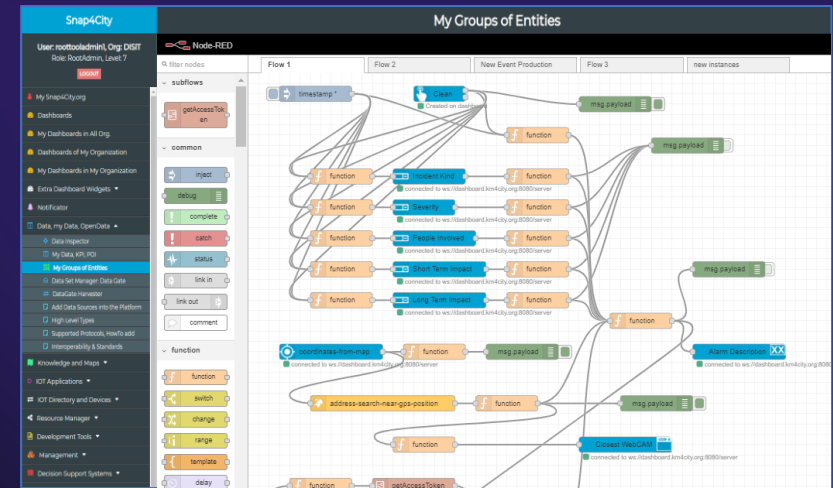 Snap4City
My Groups of Entities
User: roottooladmin1, Org: DISIT
Role: RootAdmin, Level: 7
LOGOUT
My Snap4City.org
Dashboards
My Dashboards in All Org.
Dashboards of My Organization
My Dashboards in My Organization
Extra Dashboard Widgets
Notificator
Data, my Data, OpenData
Data Inspector
My Data, KPI, POI
My Groups of Entities
Data Set Manager: Data Gate
DataGate Harvester
Add Data Sources into the Platform
High Level Types
Supported Protocols, HowTo add
Interoperability & Standards
Knowledge and Maps
IOT Applications
IOT Directory and Devices
Resource Manager
Development Tools
Management
Decision Support Systems
Node-RED
filter nodes
subflows
getAccessTok
en
common
inject
debug
complete
catch
status
link in
link out
comment
function
function
switch
change
range
template
delay
Flow 1
Flow 2
New Event Production
Flow 3
new instances
timestamp *
Clean
Created on dashboard
msg.payload
function
msg.payload
function
Incident Kind
function
connected to ws://dashboard.km4city.org:8080/server
function
Severity
function
connected to ws://dashboard.km4city.org:8080/server
function
People Involved
function
connected to ws://dashboard.km4city.org:8080/server
function
Short Term Impact
function
connected to ws://dashboard.km4city.org:8080/server
msg.payload
function
Long Term Impact
function
connected to ws://dashboard.km4city.org:8080/server
function
coordinates-from-map
function
msg.payload
Alarm Description
connected to ws://dashboard.km4city.org:8080/server
connected to ws://dashboard.km4city.org:808
address-search-near-gps-position
function
msg.payload
function
Closest WebCAM
connected to ws://dashboard.km4city.org:8080/server
function
getAccessToken